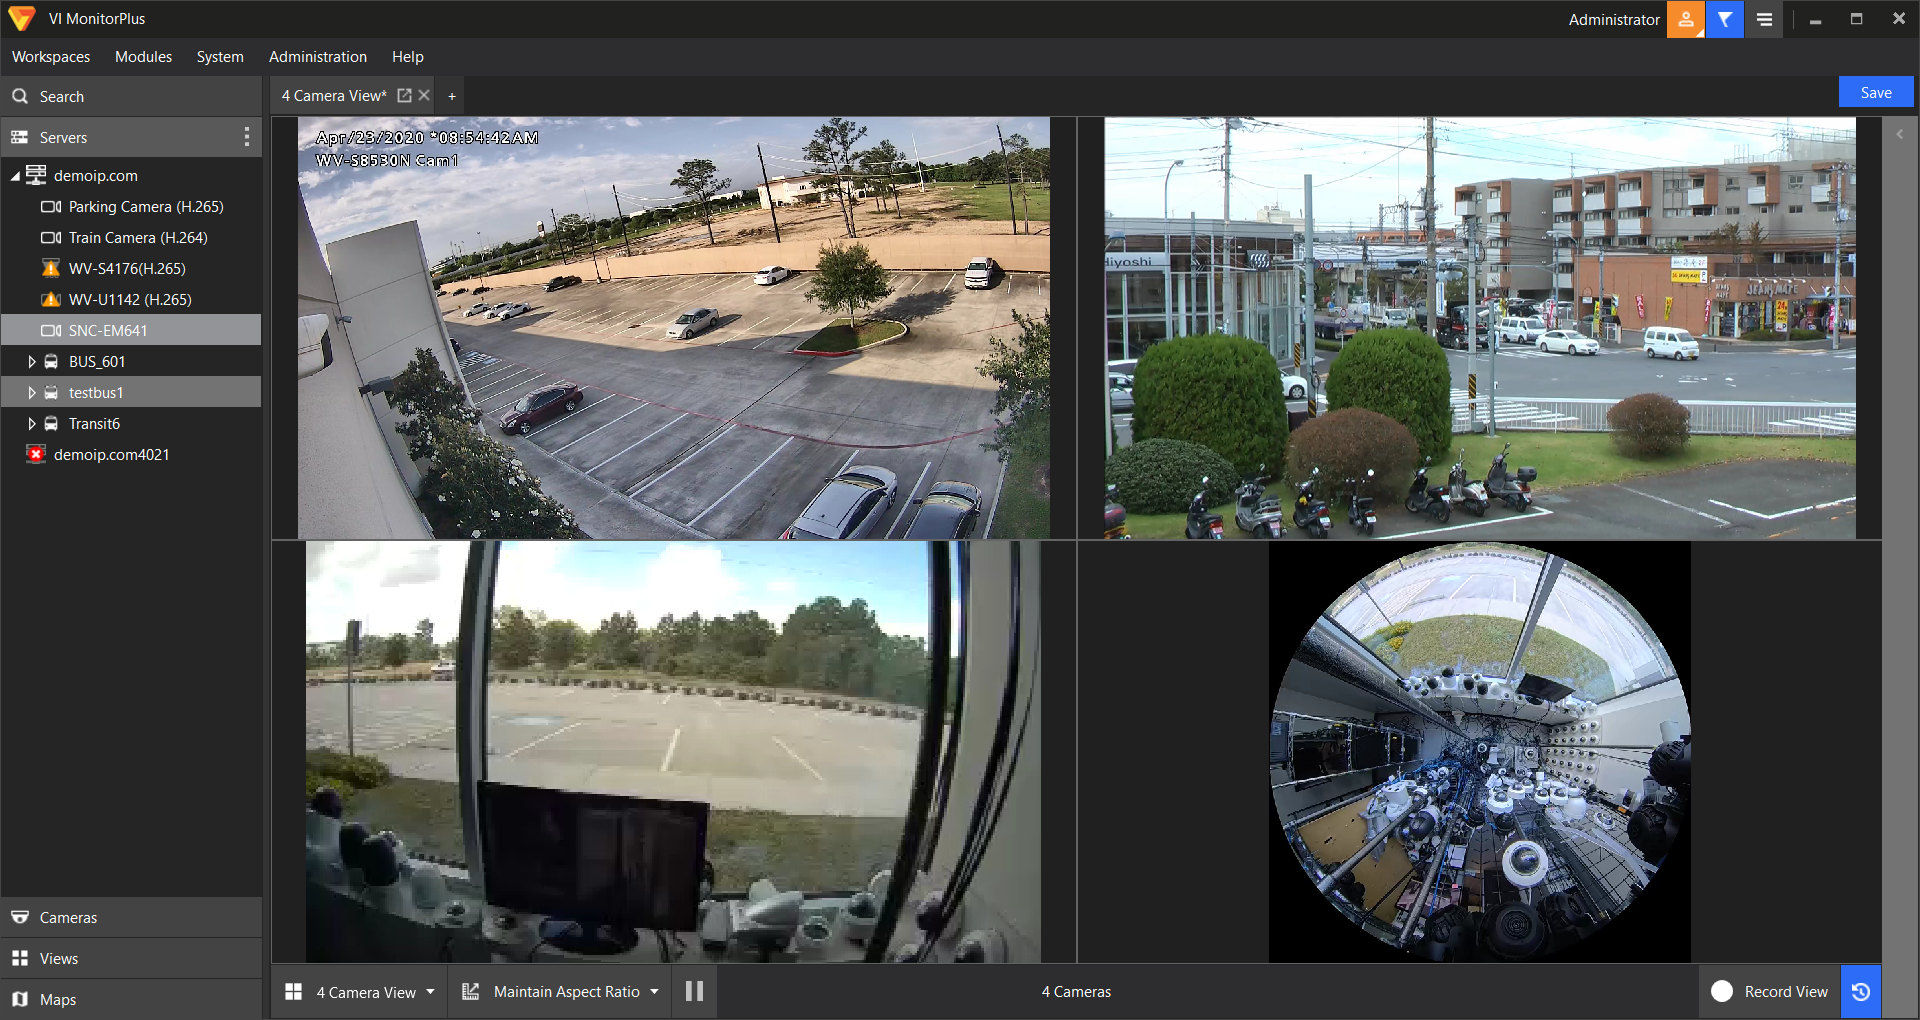 VI MonitorPlus
Administrator
Workspaces
Modules
System
Administration
Help
Search
4 Camera View*
+
Save
Servers
demoip.com
Parking Camera (H.265)
Train Camera (H.264)
WV-S4176(H.265)
WV-U1142 (H.265)
SNC-EM641
BUS_601
testbus1
Transit6
demoip.com4021
Apr/23/2020 *08:54:42AM
WV-S8530N Cam1
Hiyoshi
JEANS MATE
Cameras
Views
Maps
4 Camera View
Maintain Aspect Ratio
4 Cameras
Record View